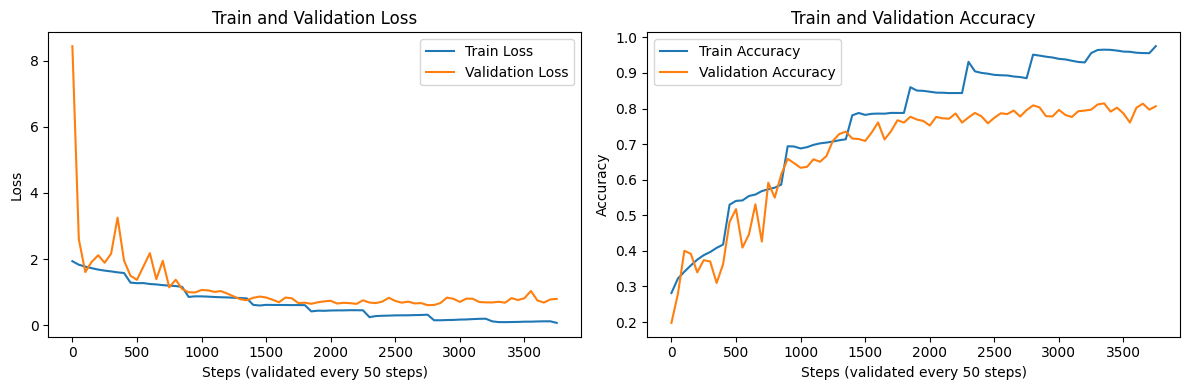 Train and Validation Loss
Train Loss
Validation Loss
Loss
8
6
4
2
0
0 500 1000 1500 2000 2500 3000 3500
Steps (validated every 50 steps)
Train and Validation Accuracy
Train Accuracy
Validation Accuracy
Accuracy
1.0
0.9
0.8
0.7
0.6
0.5
0.4
0.3
0.2
0 500 1000 1500 2000 2500 3000 3500
Steps (validated every 50 steps)